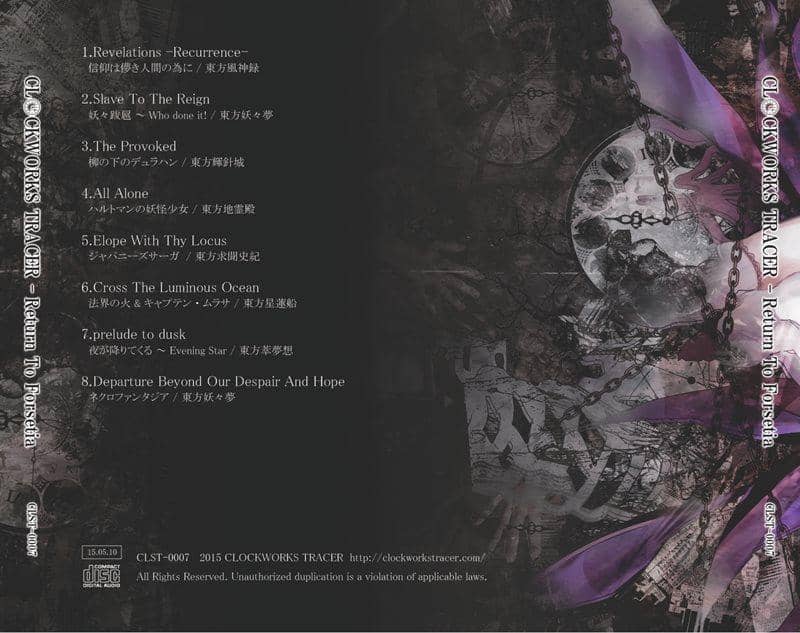 CLOCKWORKS TRACER - Return To Forsetia
CLST-0007
1.Revelations -Recurrence-
信仰は儚き人間の為に / 東方風神録
2.Slave To The Reign
妖々跋扈 ～ Who done it! / 東方妖々夢
3.The Provoked
柳の下のデュラハン / 東方輝針城
4.All Alone
ハルトマンの妖怪少女 / 東方地霊殿
5.Elope With Thy Locus
ジャパニーズサーガ / 東方求聞史紀
6.Cross The Luminous Ocean
法界の火 & キャプテン・ムラサ / 東方星蓮船
7.prelude to dusk
夜が降りてくる ～ Evening Star / 東方萃夢想
8.Departure Beyond Our Despair And Hope
ネクロファンタジア / 東方妖々夢
15.05.10
CLST-0007 2015 CLOCKWORKS TRACER http://clockworkstracer.com/
COMPACT
disc
DIGITAL AUDIO
All Rights Reserved. Unauthorized duplication is a violation of applicable laws.
CLOCKWORKS TRACER - Return To Forsetia
CLST-0007